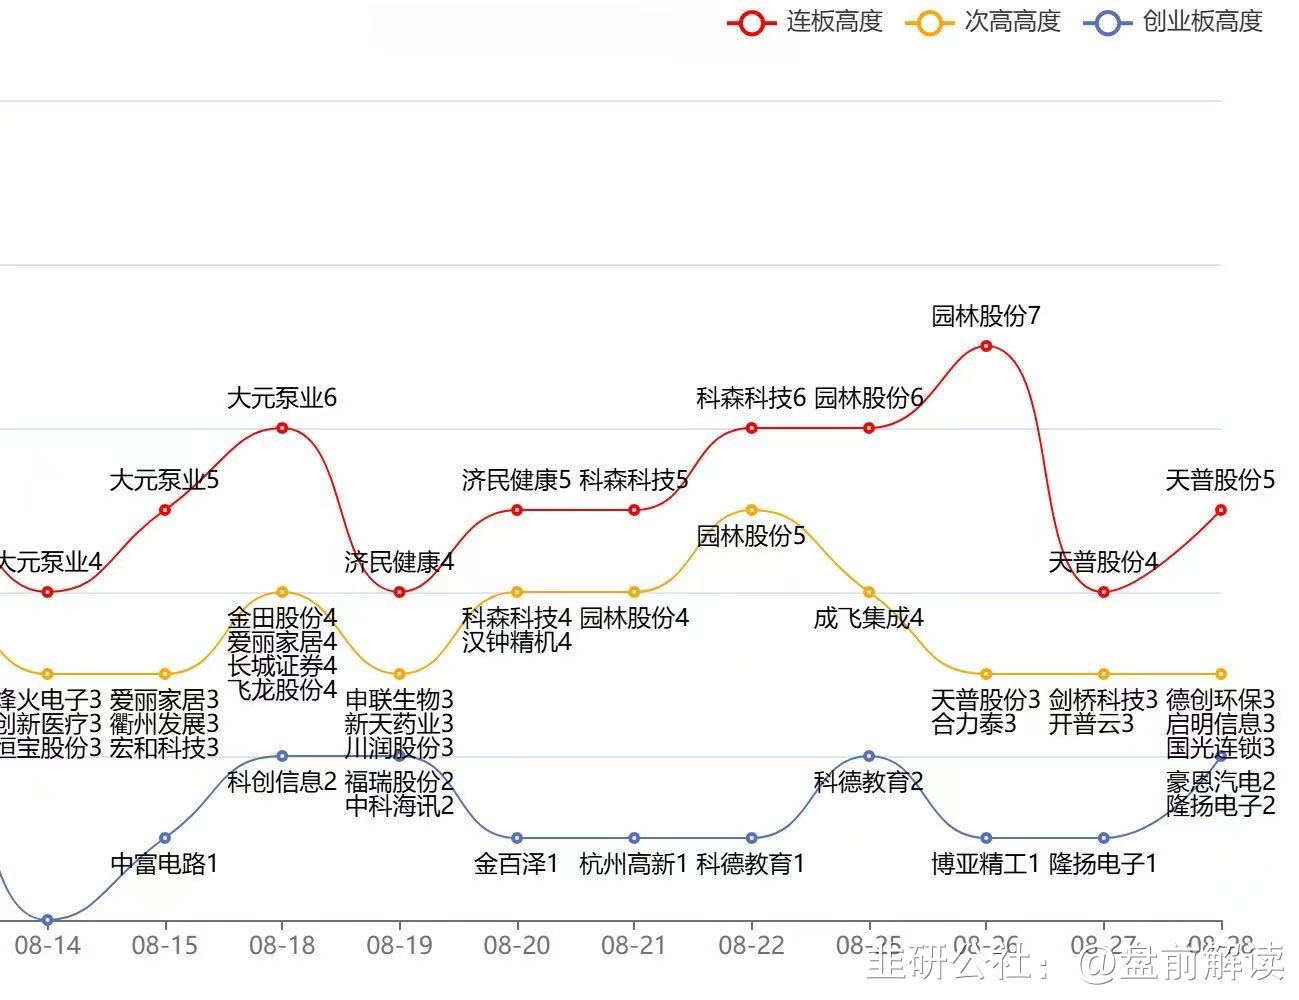 连板高度 次高高度 创业板高度
园林股份7
大元泵业6 科森科技6 园林股份6
大元泵业5 济民健康5 科森科技5 天普股份5
园林股份5
大元泵业4 济民健康4 天普股份4
金田股份4 科森科技4 园林股份4 成飞集成4
爱丽家居4 汉钟精机4
长城证券4
飞龙股份4
烽火电子3 爱丽家居3 申联生物3 天普股份3 剑桥科技3 德创环保3
创新医疗3 衢州发展3 新天药业3 合力泰3 开普云3 启明信息3
恒宝股份3 宏和科技3 川润股份3 国光连锁3
科创信息2 福瑞股份2 科德教育2 豪恩汽电2
中科海讯2 隆扬电子2
中富电路1 金百泽1 杭州高新1 科德教育1 博亚精工1 隆扬电子1
08-14 08-15 08-18 08-19 08-20 08-21 08-22 08-25 08-26 08-27 08-28
韭研公社：@盘前解读